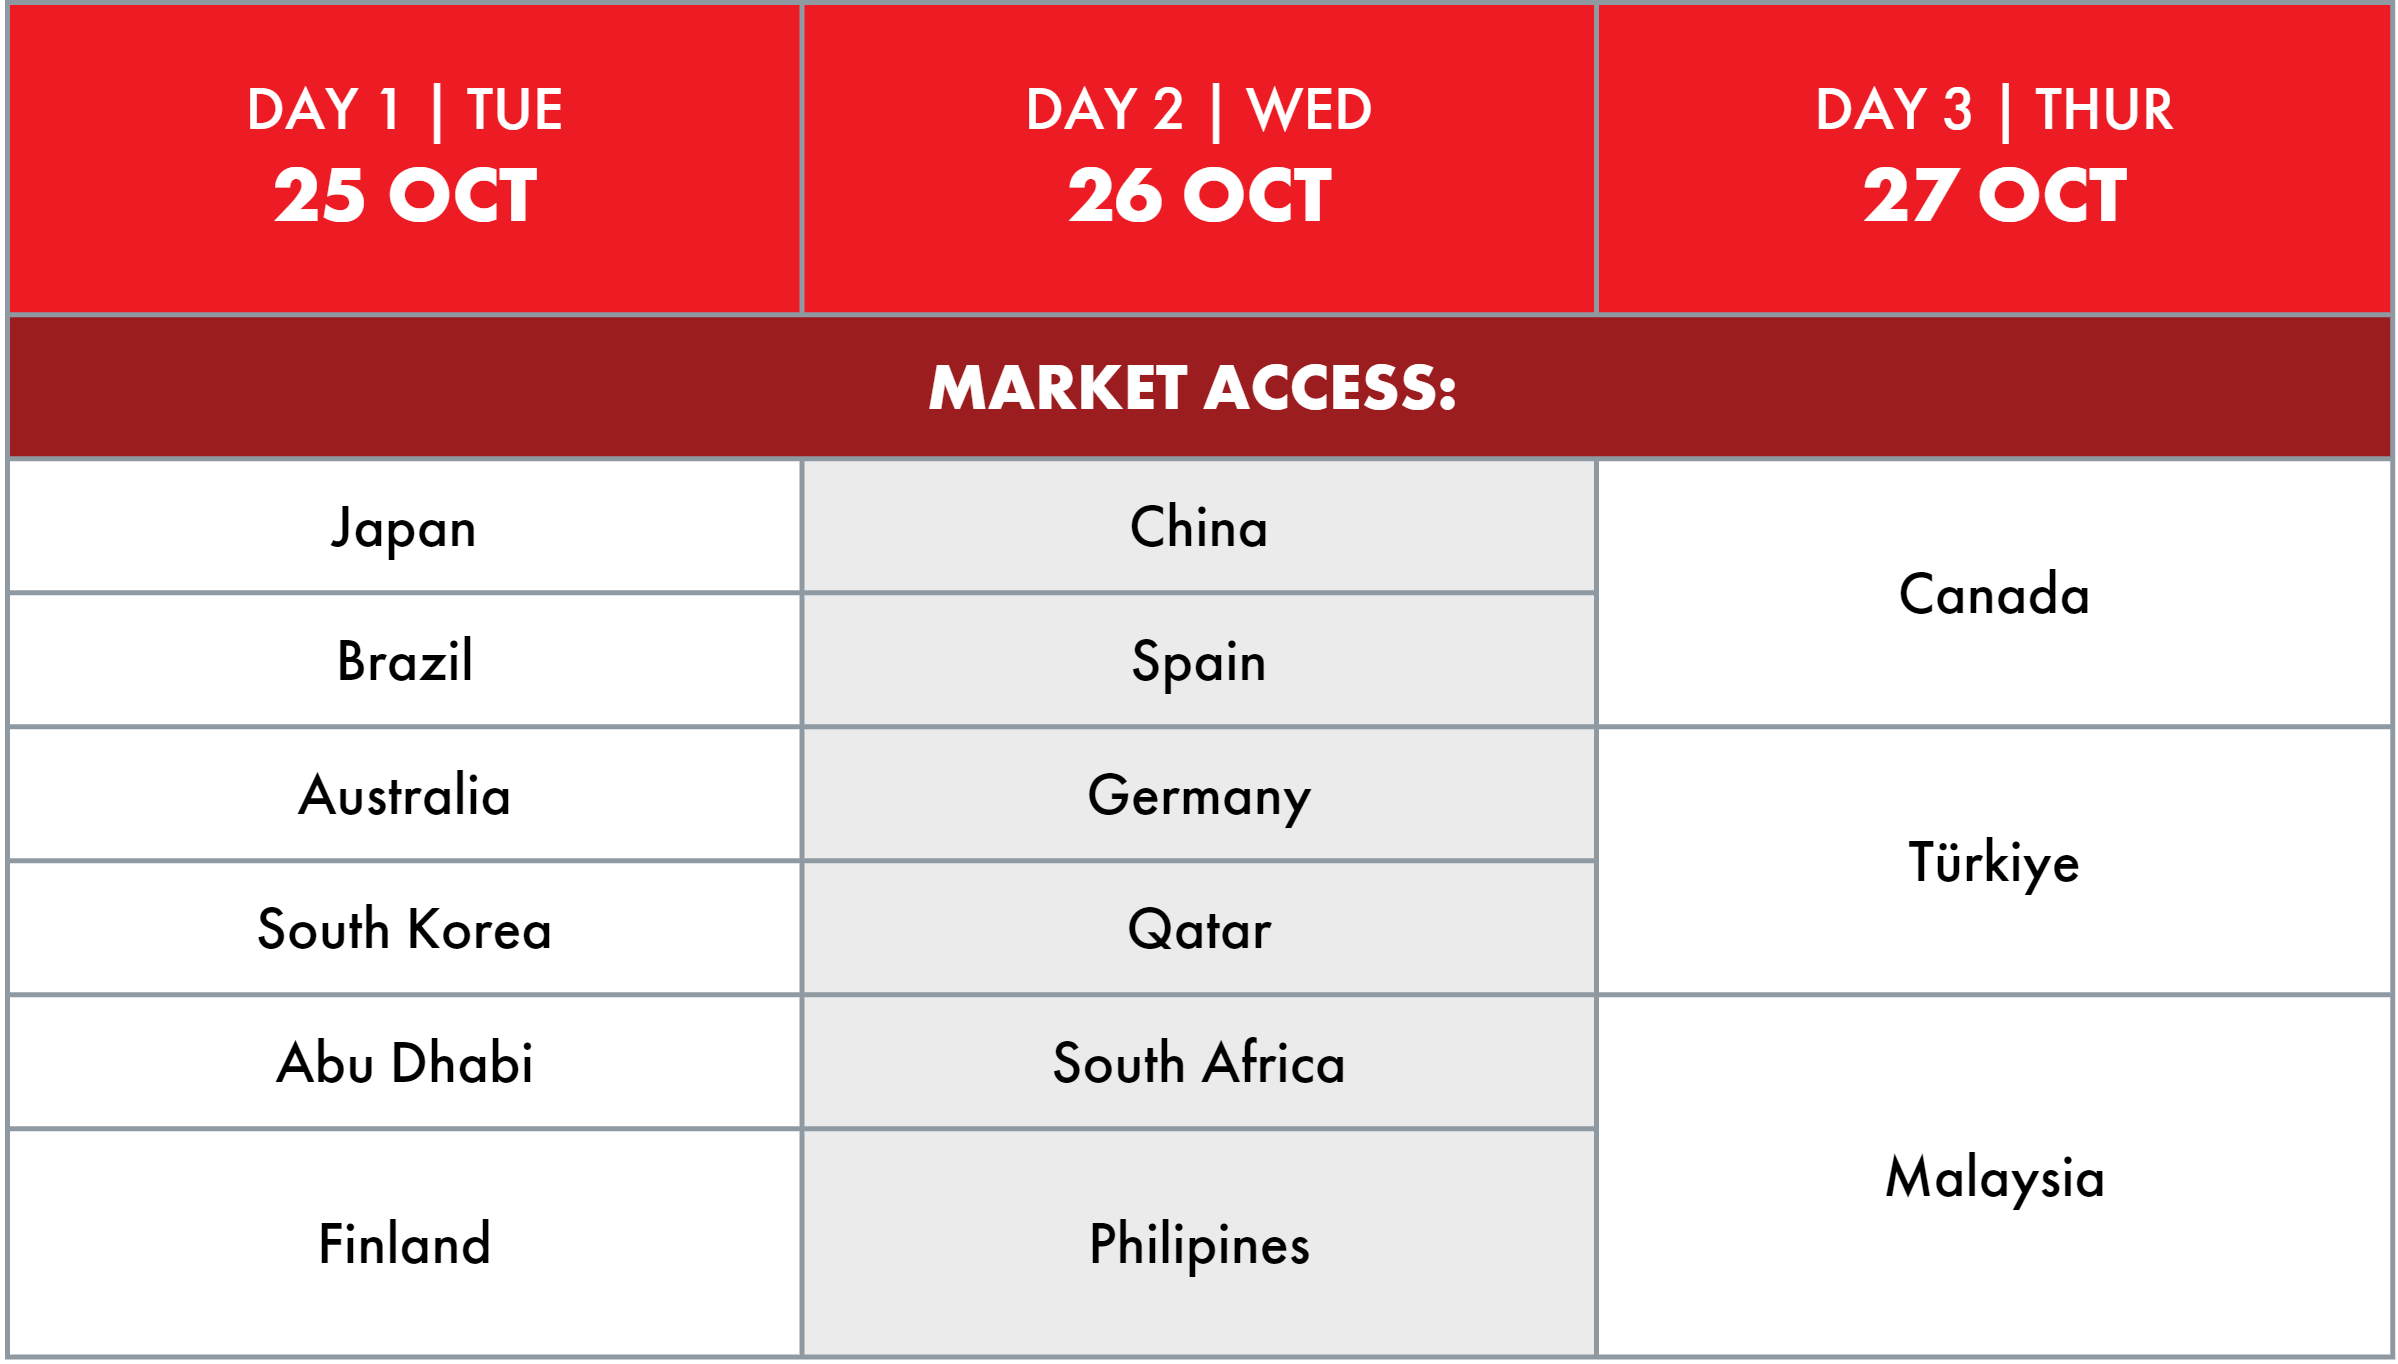 DAY 1 | TUE
25 OCT
DAY 2 | WED
26 OCT
DAY 3 | THUR
27 OCT
MARKET ACCESS:
Japan
China
Canada
Brazil
Spain
Australia
Germany
Türkiye
South Korea
Qatar
Abu Dhabi
South Africa
Malaysia
Finland
Philipines